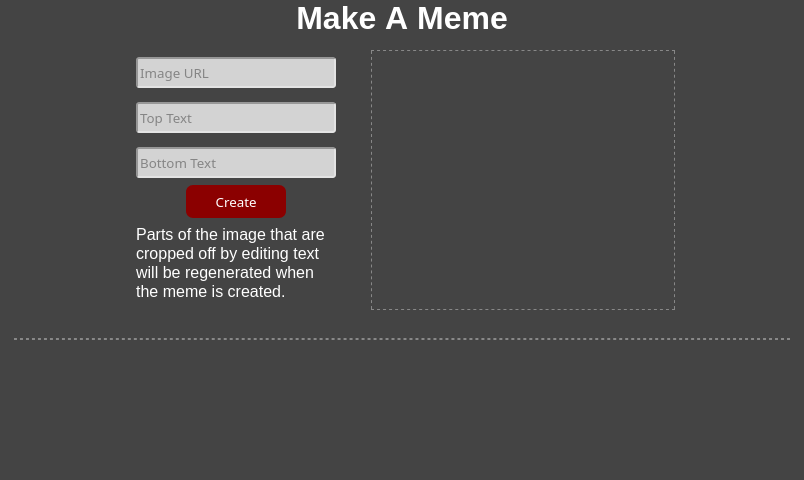 Make A Meme
Image URL
Top Text
Bottom Text
Create
Parts of the image that are
cropped off by editing text
will be regenerated when
the meme is created.